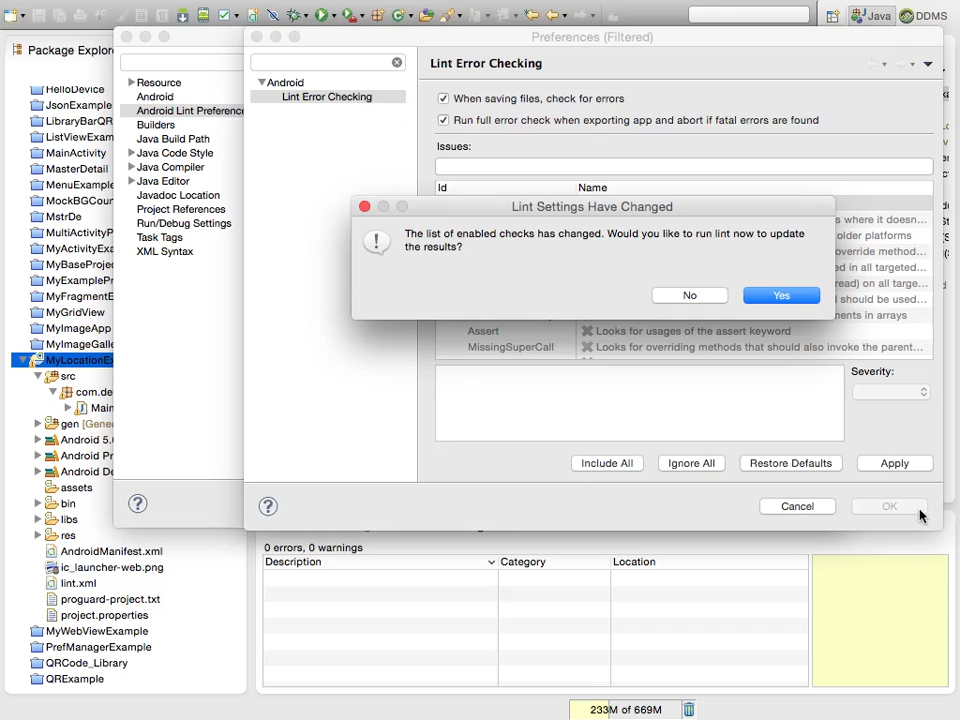 Java
DDMS
Package Explor
Preferences (Filtered)
HelloDevice
JsonExample
LibraryBarQR
ListViewExam
MainActivity
MasterDetail
MenuExample
MockBGCoun
MstrDe
MultiActivityP
MyActivityExa
MyBaseProjec
MyExamplePr
MyFragmentE
MyGridView
MyImageApp
MyImageGalle
MyLocationEx
src
com.de
Main
gen [Gene
Android 5.0
Android Pr
Android De
assets
bin
libs
res
AndroidManifest.xml
ic_launcher-web.png
lint.xml
proguard-project.txt
project.properties
MyWebViewExample
PrefManagerExample
QRCode_Library
QRExample
Resource
Android
Android Lint Preference
Builders
Java Build Path
Java Code Style
Java Compiler
Java Editor
Javadoc Location
Project References
Run/Debug Settings
Task Tags
XML Syntax
Android
Lint Error Checking
Lint Error Checking
When saving files, check for errors
Run full error check when exporting app and abort if fatal errors are found
Issues:
Id Name
Lint Settings Have Changed
The list of enabled checks has changed. Would you like to run lint now to update
the results?
No Yes
s where it doesn...
older platforms
override method...
ed in all targeted...
read) on all targe...
should be used...
ments in arrays
Assert Looks for usages of the assert keyword
MissingSuperCall Looks for overriding methods that should also invoke the parent...
Severity:
Include All Ignore All Restore Defaults Apply
Cancel OK
0 errors, 0 warnings
Description Category Location
233M of 669M